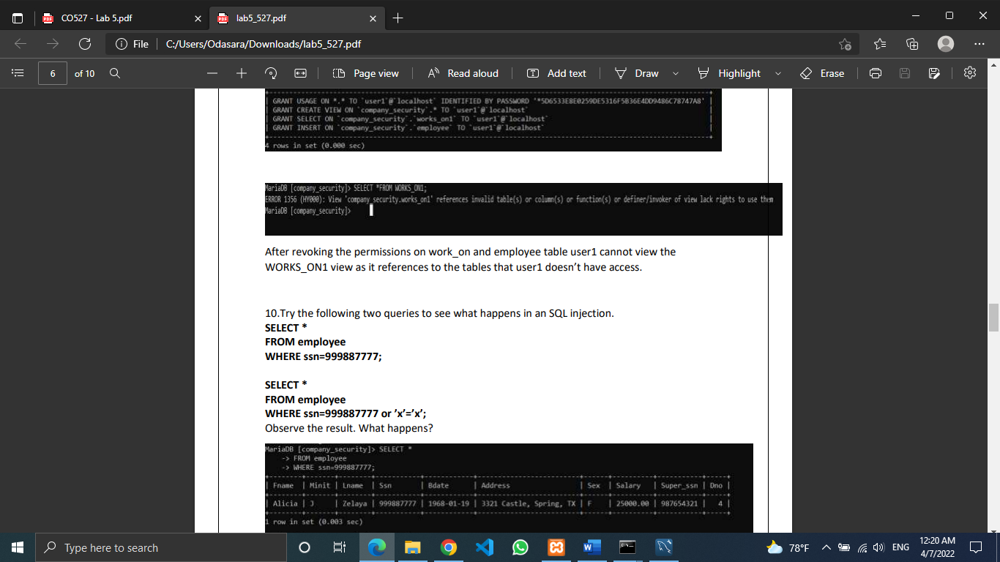 CO527 - Lab 5.pdf
lab5_527.pdf
File C:/Users/Odasara/Downloads/lab5_527.pdf
6 of 10 Page view Read aloud Add text Draw Highlight Erase
| GRANT USAGE ON *.* TO `user1`@`localhost` IDENTIFIED BY PASSWORD '*5D6533E8E0259DE5316F5B36E4DD9486C78747A8' |
| GRANT CREATE VIEW ON `company_security`.* TO `user1`@`localhost` |
| GRANT SELECT ON `company_security`.`works_on1` TO `user1`@`localhost` |
| GRANT INSERT ON `company_security`.`employee` TO `user1`@`localhost` |
4 rows in set (0.000 sec)
MariaDB [company_security]> SELECT *FROM WORKS_ON1;
ERROR 1356 (HY000): View 'company_security.works_on1' references invalid table(s) or column(s) or function(s) or definer/invoker of view lack rights to use them
MariaDB [company_security]>
After revoking the permissions on work_on and employee table user1 cannot view the
WORKS_ON1 view as it references to the tables that user1 doesn’t have access.
10.Try the following two queries to see what happens in an SQL injection.
SELECT *
FROM employee
WHERE ssn=999887777;
SELECT *
FROM employee
WHERE ssn=999887777 or ’x’=’x’;
Observe the result. What happens?
MariaDB [company_security]> SELECT *
-> FROM employee
-> WHERE ssn=999887777;
| Fname | Minit | Lname | Ssn | Bdate | Address | Sex | Salary | Super_ssn | Dno |
| Alicia | J | Zelaya | 999887777 | 1968-01-19 | 3321 Castle, Spring, TX | F | 25000.00 | 987654321 | 4 |
1 row in set (0.003 sec)
Type here to search
78°F ENG
12:20 AM
4/7/2022